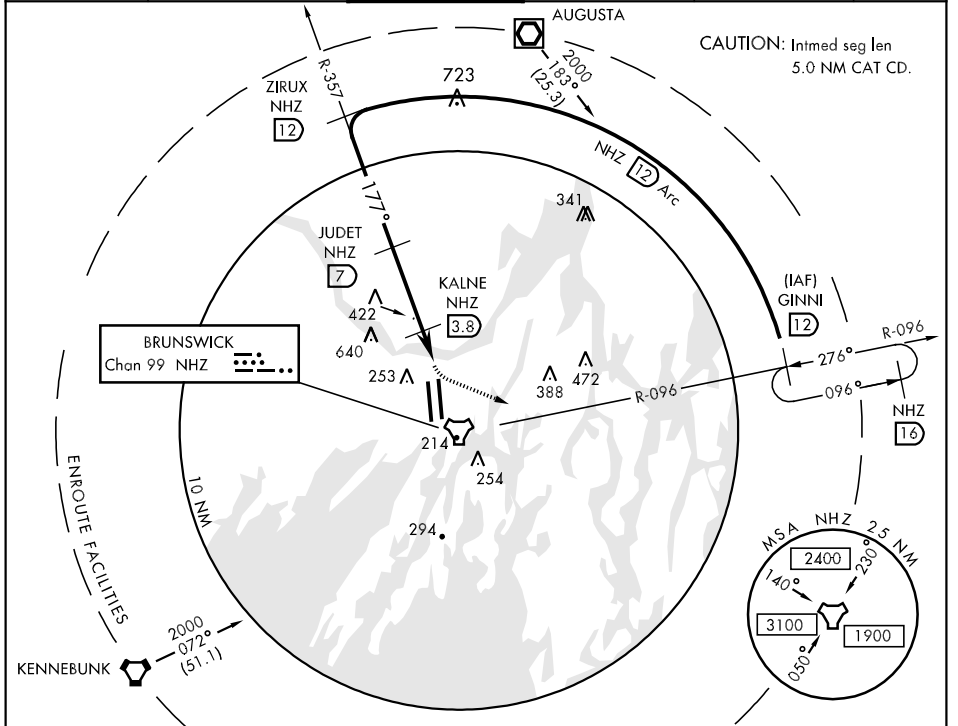 AUGUSTA
2000
183°
(25.3)
CAUTION: Intmed seg len
5.0 NM CAT CD.
R-357
ZIRUX
NHZ
12
723
NHZ 12 Arc
177°
341
JUDET
NHZ
7
KALNE
NHZ
3.8
422
640
253
(IAF)
GINNI
12
R-096
276°
096°
NHZ
16
BRUNSWICK
Chan 99 NHZ
388
472
R-096
214
254
294
10 NM
ENROUTE FACILITIES
2000
072°
(51.1)
KENNEBUNK
MSA NHZ 25 NM
2400
140°
230°
3100
1900
050°